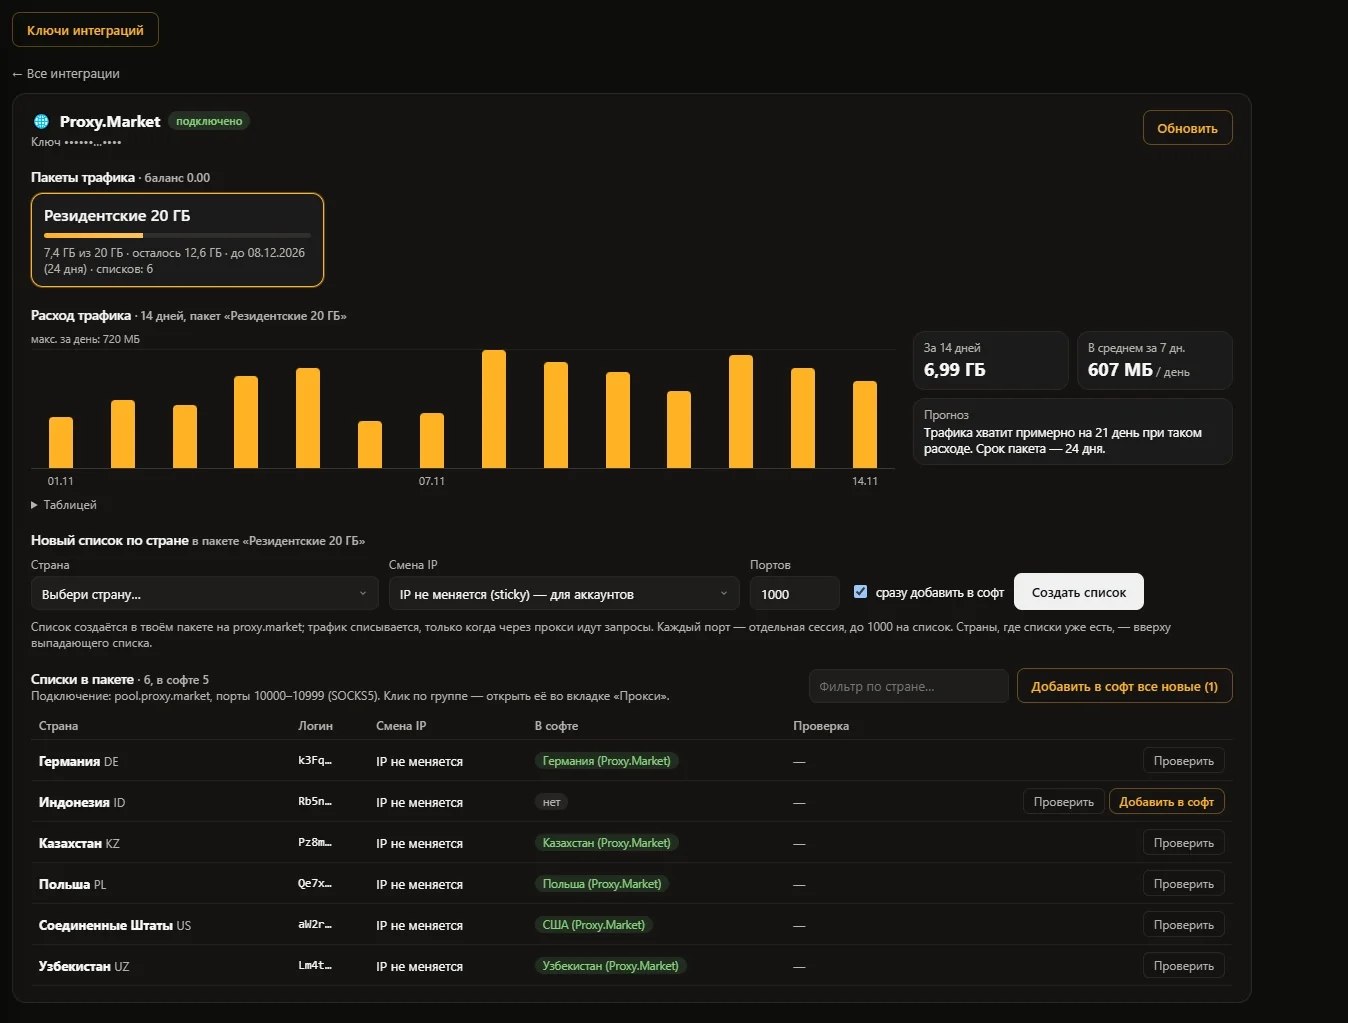 Ключи интеграций
← Все интеграции
Proxy.Market подключено
Обновить
Ключ ••••••...••••
Пакеты трафика · баланс 0.00
Резидентские 20 ГБ
7,4 ГБ из 20 ГБ · осталось 12,6 ГБ · до 08.12.2026
(24 дня) · списков: 6
Расход трафика · 14 дней, пакет «Резидентские 20 ГБ»
макс. за день: 720 МБ
01.11 07.11 14.11
За 14 дней
6,99 ГБ
В среднем за 7 дн.
607 МБ / день
Прогноз
Трафика хватит примерно на 21 день при таком
расходе. Срок пакета — 24 дня.
▶ Таблицей
Новый список по стране в пакете «Резидентские 20 ГБ»
Страна
Выбери страну...
Смена IP
IP не меняется (sticky) — для аккаунтов
Портов
1000
сразу добавить в софт
Создать список
Список создаётся в твоём пакете на proxy.market; трафик списывается, только когда через прокси идут запросы. Каждый порт — отдельная сессия, до 1000 на список. Страны, где списки уже есть, — вверху
выпадающего списка.
Списки в пакете · 6, в софте 5
Подключение: pool.proxy.market, порты 10000–10999 (SOCKS5). Клик по группе — открыть её во вкладке «Прокси».
Фильтр по стране...
Добавить в софт все новые (1)
Страна Логин Смена IP В софте Проверка
Германия DE k3Fq… IP не меняется Германия (Proxy.Market) — Проверить
Индонезия ID Rb5n… IP не меняется нет — Проверить Добавить в софт
Казахстан KZ Pz8m… IP не меняется Казахстан (Proxy.Market) — Проверить
Польша PL Qe7x… IP не меняется Польша (Proxy.Market) — Проверить
Соединенные Штаты US aW2r… IP не меняется США (Proxy.Market) — Проверить
Узбекистан UZ Lm4t… IP не меняется Узбекистан (Proxy.Market) — Проверить